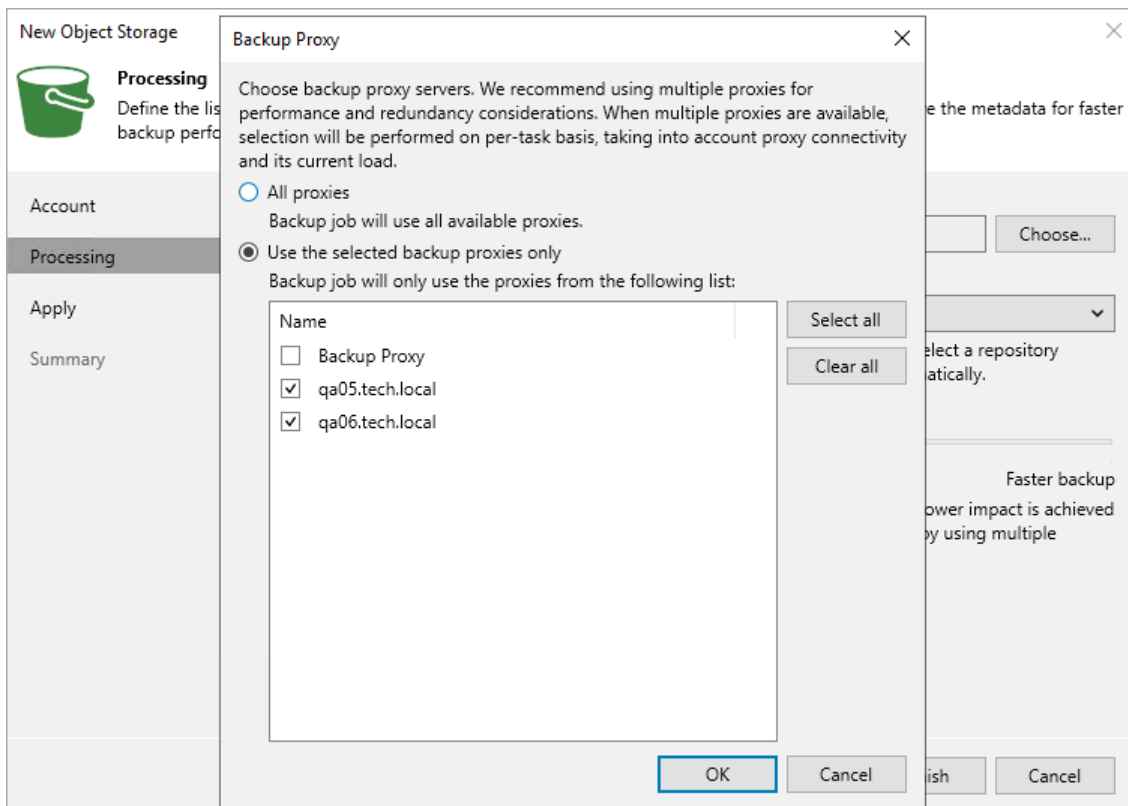 New Object Storage
Processing
Define the lis
backup perfo
e the metadata for faster
Account
Processing
Apply
Summary
Choose...
elect a repository
atically.
Faster backup
ower impact is achieved
by using multiple
ish
Cancel
Backup Proxy
Choose backup proxy servers. We recommend using multiple proxies for
performance and redundancy considerations. When multiple proxies are available,
selection will be performed on per-task basis, taking into account proxy connectivity
and its current load.
All proxies
Backup job will use all available proxies.
Use the selected backup proxies only
Backup job will only use the proxies from the following list:
Name
Backup Proxy
qa05.tech.local
qa06.tech.local
Select all
Clear all
OK
Cancel